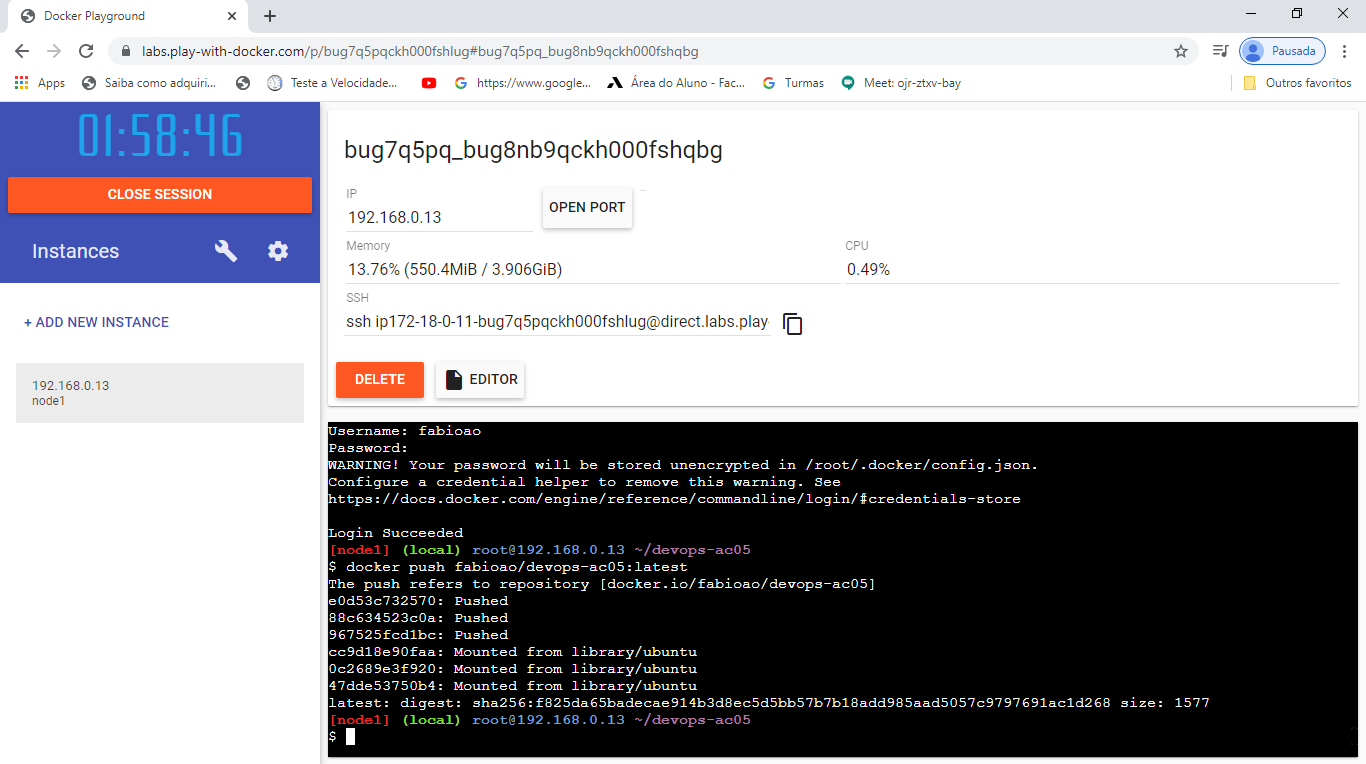 Docker Playground
labs.play-with-docker.com/p/bug7q5pqckh000fshlug#bug7q5pq_bug8nb9qckh000fshqbg
Pausada
Apps
Saiba como adquiri...
Teste a Velocidade...
https://www.google...
Área do Aluno - Fac...
Turmas
Meet: ojr-ztxv-bay
Outros favoritos
01:58:46
CLOSE SESSION
Instances
+ ADD NEW INSTANCE
192.168.0.13
node1
bug7q5pq_bug8nb9qckh000fshqbg
IP
192.168.0.13
OPEN PORT
Memory
13.76% (550.4MiB / 3.906GiB)
CPU
0.49%
SSH
ssh ip172-18-0-11-bug7q5pqckh000fshlug@direct.labs.play-
DELETE
EDITOR
Username: fabioao
Password:
WARNING! Your password will be stored unencrypted in /root/.docker/config.json.
Configure a credential helper to remove this warning. See
https://docs.docker.com/engine/reference/commandline/login/#credentials-store
Login Succeeded
[node1] (local) root@192.168.0.13 ~/devops-ac05
$ docker push fabioao/devops-ac05:latest
The push refers to repository [docker.io/fabioao/devops-ac05]
e0d53c732570: Pushed
88c634523c0a: Pushed
967525fcd1bc: Pushed
cc9d18e90faa: Mounted from library/ubuntu
0c2689e3f920: Mounted from library/ubuntu
47dde53750b4: Mounted from library/ubuntu
latest: digest: sha256:f825da65badecae914b3d8ec5d5bb57b7b18add985aad5057c9797691ac1d268 size: 1577
[node1] (local) root@192.168.0.13 ~/devops-ac05
$